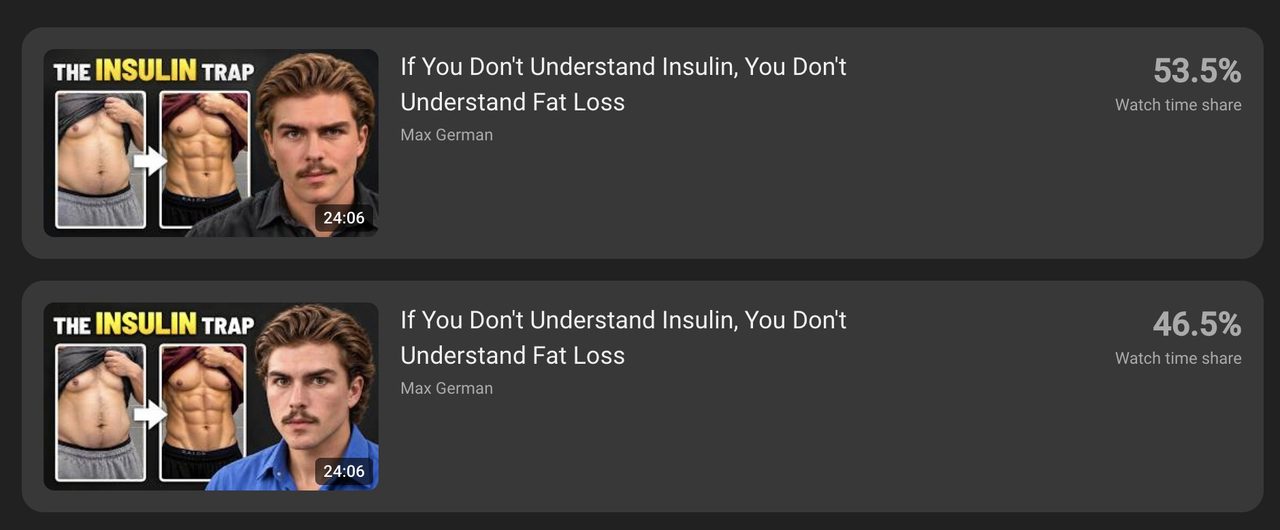 THE INSULIN TRAP
24:06
If You Don't Understand Insulin, You Don't
Understand Fat Loss
Max German
53.5%
Watch time share
THE INSULIN TRAP
24:06
If You Don't Understand Insulin, You Don't
Understand Fat Loss
Max German
46.5%
Watch time share